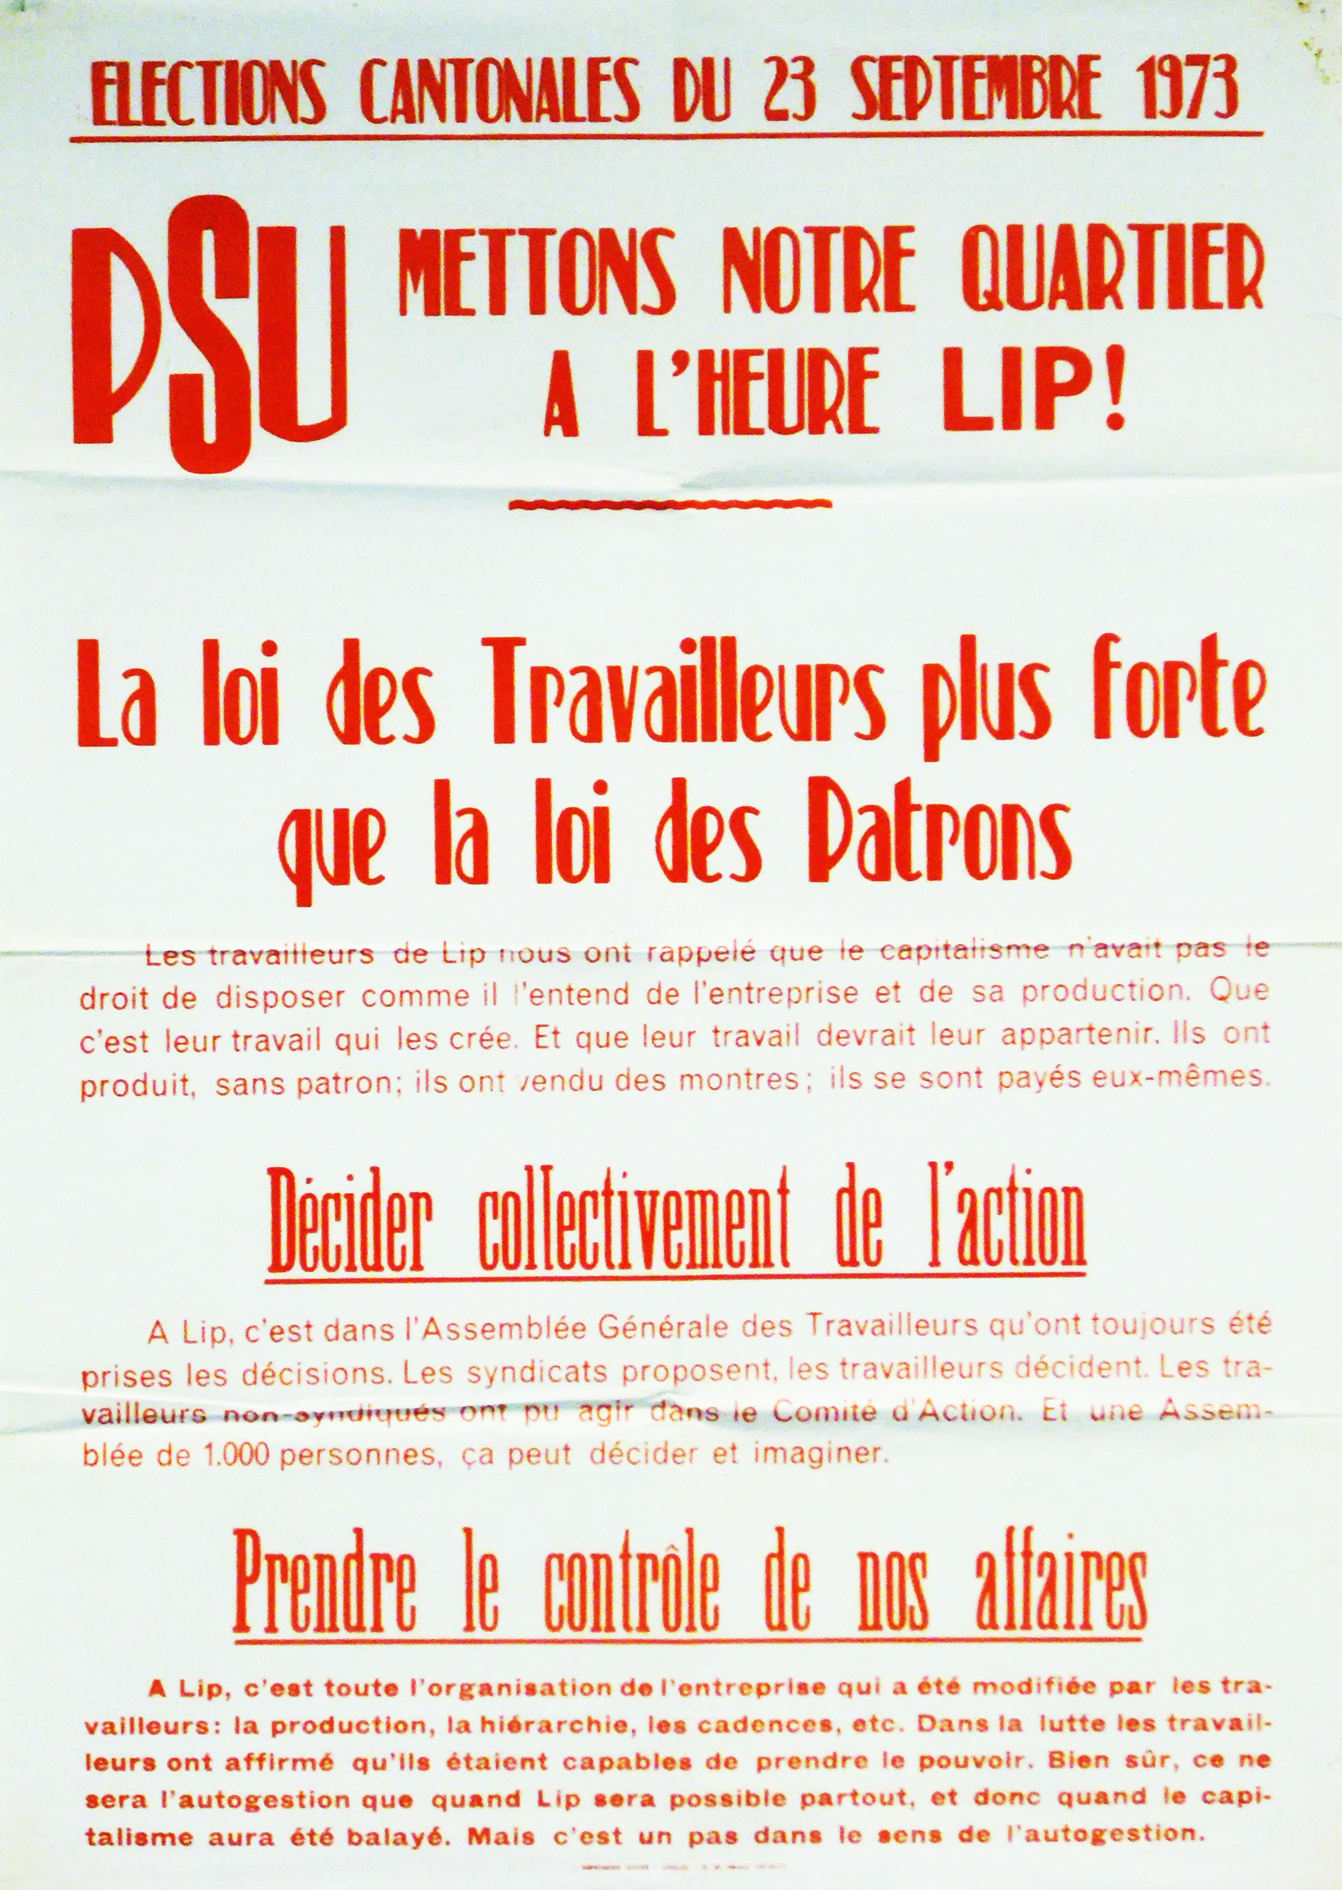 ELECTIONS CANTONALES DU 23 SEPTEMBRE 1973
PSU METTONS NOTRE QUARTIER
A L'HEURE LIP!
La loi des Travailleurs plus forte
que la loi des Patrons
Les travailleurs de Lip nous ont rappelé que le capitalisme n'avait pas le
droit de disposer comme il l'entend de l'entreprise et de sa production. Que
c'est leur travail qui les crée. Et que leur travail devrait leur appartenir. Ils ont
produit, sans patron; ils ont vendu des montres; ils se sont payés eux-mêmes.
Décider collectivement de l'action
A Lip, c'est dans l'Assemblée Générale des Travailleurs qu'ont toujours été
prises les décisions. Les syndicats proposent, les travailleurs décident. Les tra-
vailleurs non-syndiqués ont pu agir dans le Comité d'Action. Et une Assem-
blée de 1.000 personnes, ça peut décider et imaginer.
Prendre le contrôle de nos affaires
A Lip, c'est toute l'organisation de l'entreprise qui a été modifiée par les tra-
vailleurs: la production, la hiérarchie, les cadences, etc. Dans la lutte les travail-
leurs ont affirmé qu'ils étaient capables de prendre le pouvoir. Bien sûr, ce ne
sera l'autogestion que quand Lip sera possible partout, et donc quand le capi-
talisme aura été balayé. Mais c'est un pas dans le sens de l'autogestion.